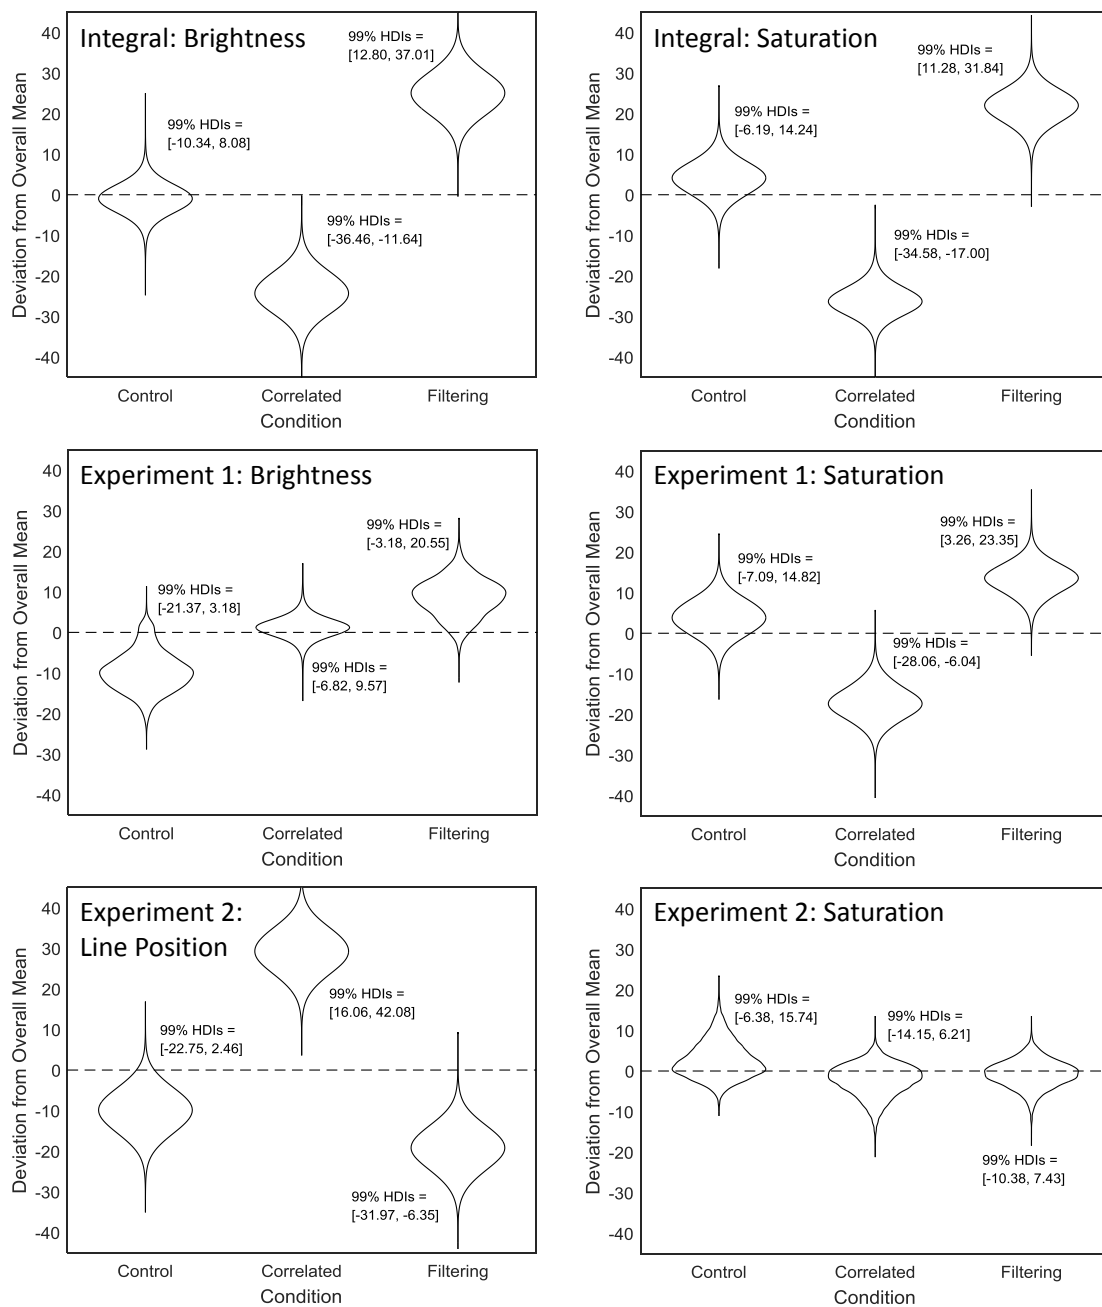 Integral: Brightness
Deviation from Overall Mean
40
30
20
10
0
-10
-20
-30
-40
99% HDIs =
[-10.34, 8.08]
99% HDIs =
[-36.46, -11.64]
99% HDIs =
[12.80, 37.01]
Control
Correlated
Filtering
Condition
Integral: Saturation
Deviation from Overall Mean
40
30
20
10
0
-10
-20
-30
-40
99% HDIs =
[-6.19, 14.24]
99% HDIs =
[-34.58, -17.00]
99% HDIs =
[11.28, 31.84]
Control
Correlated
Filtering
Condition
Experiment 1: Brightness
Deviation from Overall Mean
40
30
20
10
0
-10
-20
-30
-40
99% HDIs =
[-21.37, 3.18]
99% HDIs =
[-6.82, 9.57]
99% HDIs =
[-3.18, 20.55]
Control
Correlated
Filtering
Condition
Experiment 1: Saturation
Deviation from Overall Mean
40
30
20
10
0
-10
-20
-30
-40
99% HDIs =
[-7.09, 14.82]
99% HDIs =
[-28.06, -6.04]
99% HDIs =
[3.26, 23.35]
Control
Correlated
Filtering
Condition
Experiment 2:
Line Position
Deviation from Overall Mean
40
30
20
10
0
-10
-20
-30
-40
99% HDIs =
[-22.75, 2.46]
99% HDIs =
[16.06, 42.08]
99% HDIs =
[-31.97, -6.35]
Control
Correlated
Filtering
Condition
Experiment 2: Saturation
Deviation from Overall Mean
40
30
20
10
0
-10
-20
-30
-40
99% HDIs =
[-6.38, 15.74]
99% HDIs =
[-14.15, 6.21]
99% HDIs =
[-10.38, 7.43]
Control
Correlated
Filtering
Condition